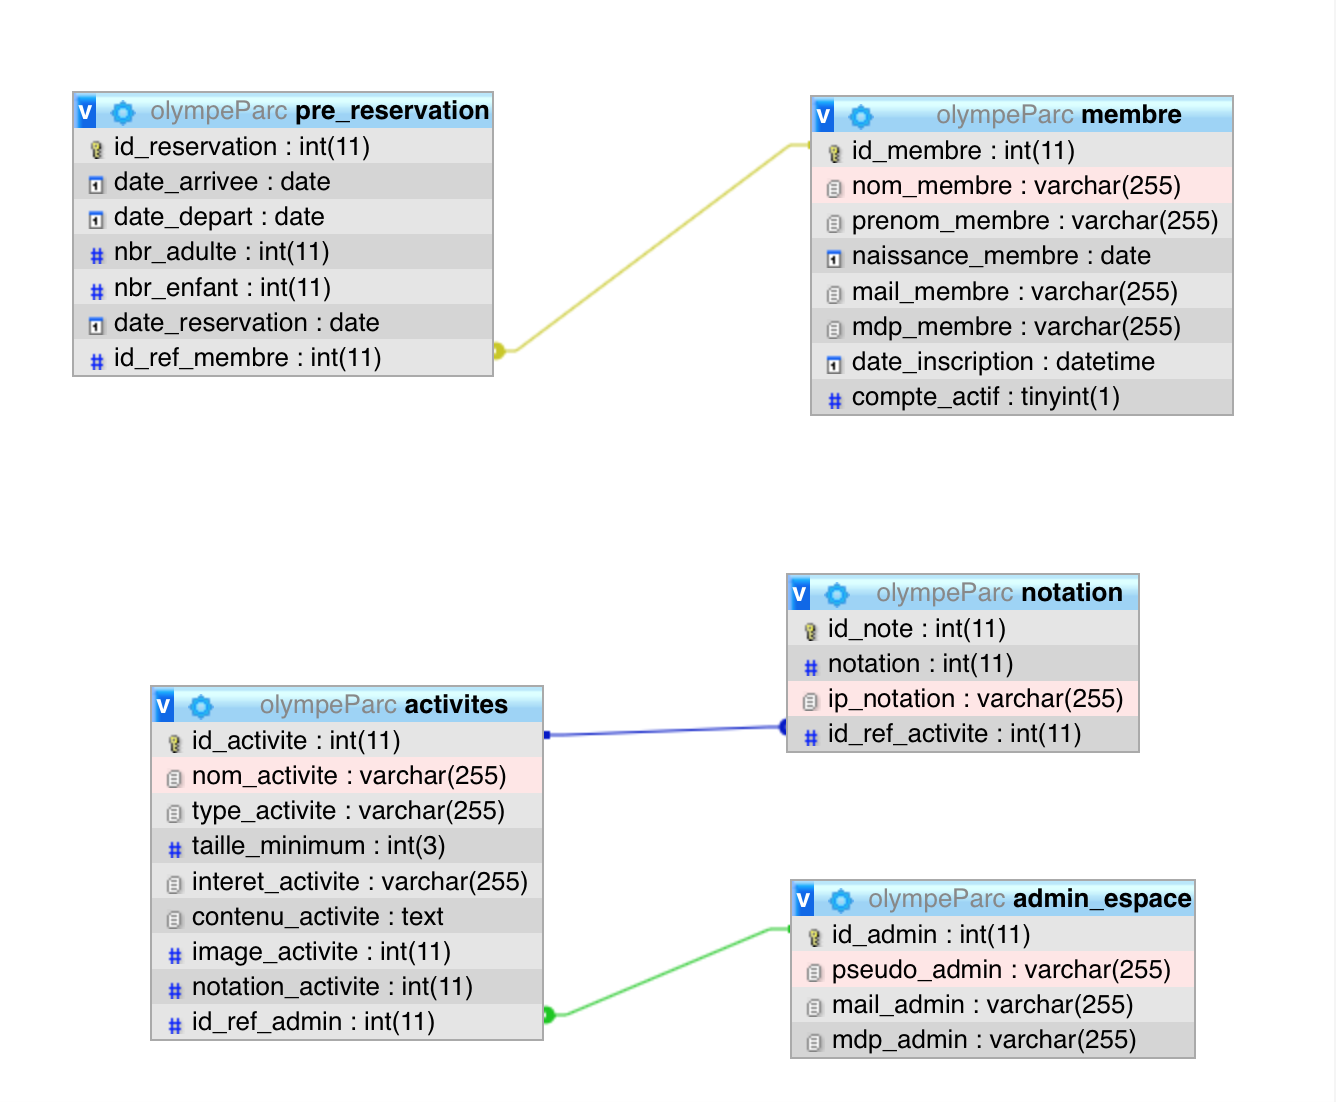 v olympeParc pre_reservation
id_reservation : int(11)
date_arrivee : date
date_depart : date
nbr_adulte : int(11)
nbr_enfant : int(11)
date_reservation : date
id_ref_membre : int(11)
v olympeParc membre
id_membre : int(11)
nom_membre : varchar(255)
prenom_membre : varchar(255)
naissance_membre : date
mail_membre : varchar(255)
mdp_membre : varchar(255)
date_inscription : datetime
compte_actif : tinyint(1)
v olympeParc notation
id_note : int(11)
notation : int(11)
ip_notation : varchar(255)
id_ref_activite : int(11)
v olympeParc activites
id_activite : int(11)
nom_activite : varchar(255)
type_activite : varchar(255)
taille_minimum : int(3)
interet_activite : varchar(255)
contenu_activite : text
image_activite : int(11)
notation_activite : int(11)
id_ref_admin : int(11)
v olympeParc admin_espace
id_admin : int(11)
pseudo_admin : varchar(255)
mail_admin : varchar(255)
mdp_admin : varchar(255)